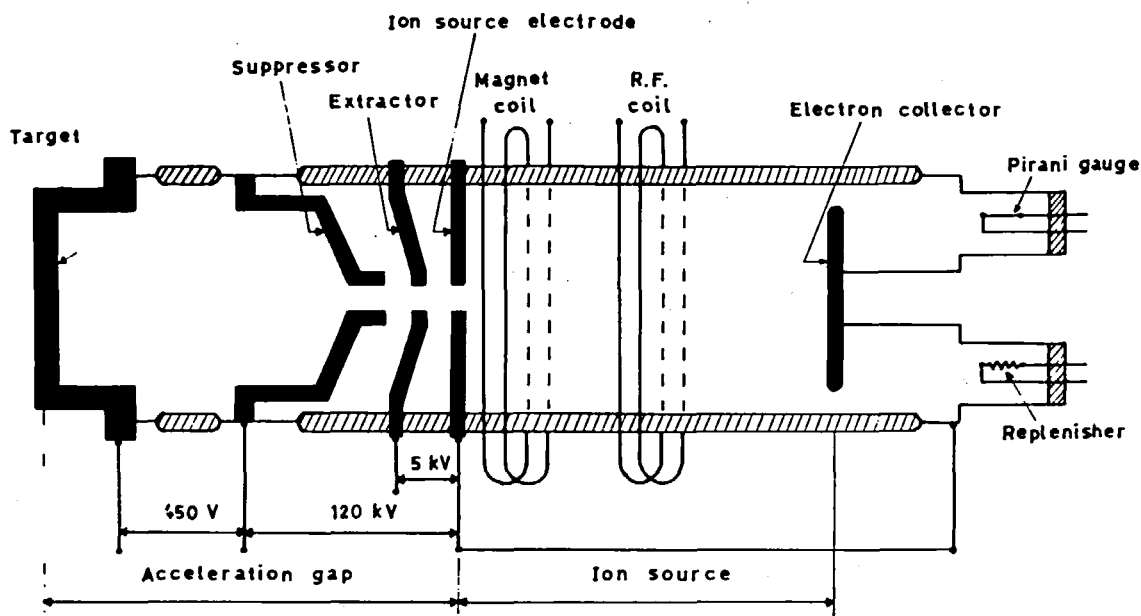 Ion source electrode
Suppressor
Extractor
Magnet
coil
R.F.
coil
Electron collector
Target
Pirani gauge
Replenisher
5 kV
120 kV
Acceleration gap
Ion source